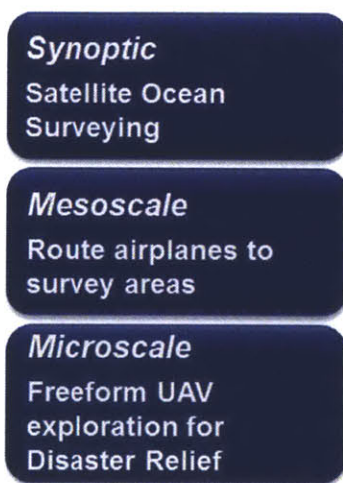 Synoptic
Satellite Ocean
Surveying
Mesoscale
Route airplanes to
survey areas
Microscale
Freeform UAV
exploration for
Disaster Relief